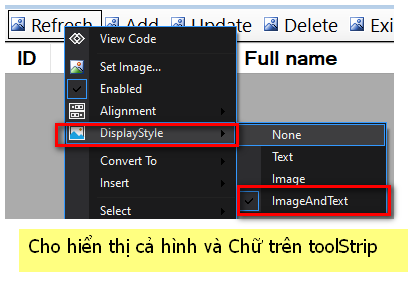 Refresh Add Update Delete Exi
ID Full name
View Code
Set Image...
Enabled
Alignment
DisplayStyle
Convert To
Insert
Select
None
Text
Image
ImageAndText
Cho hiển thị cả hình và Chữ trên toolStrip